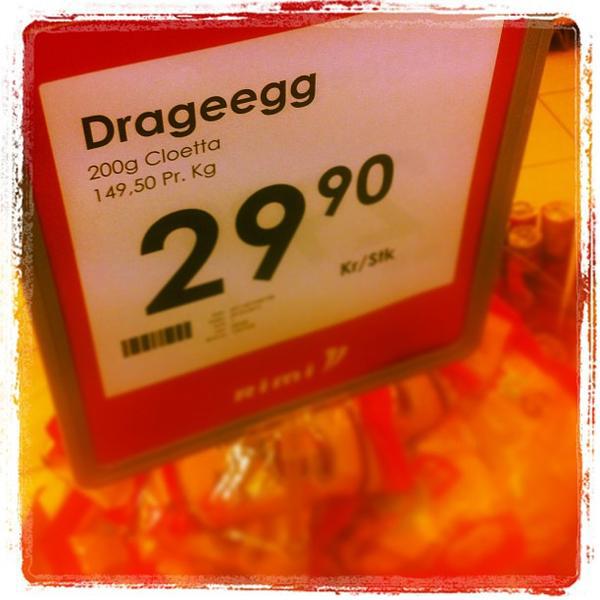 Drageegg
200g Cloetta
149,50 Pr. Kg
29 90
Kr/Stk
RIMI